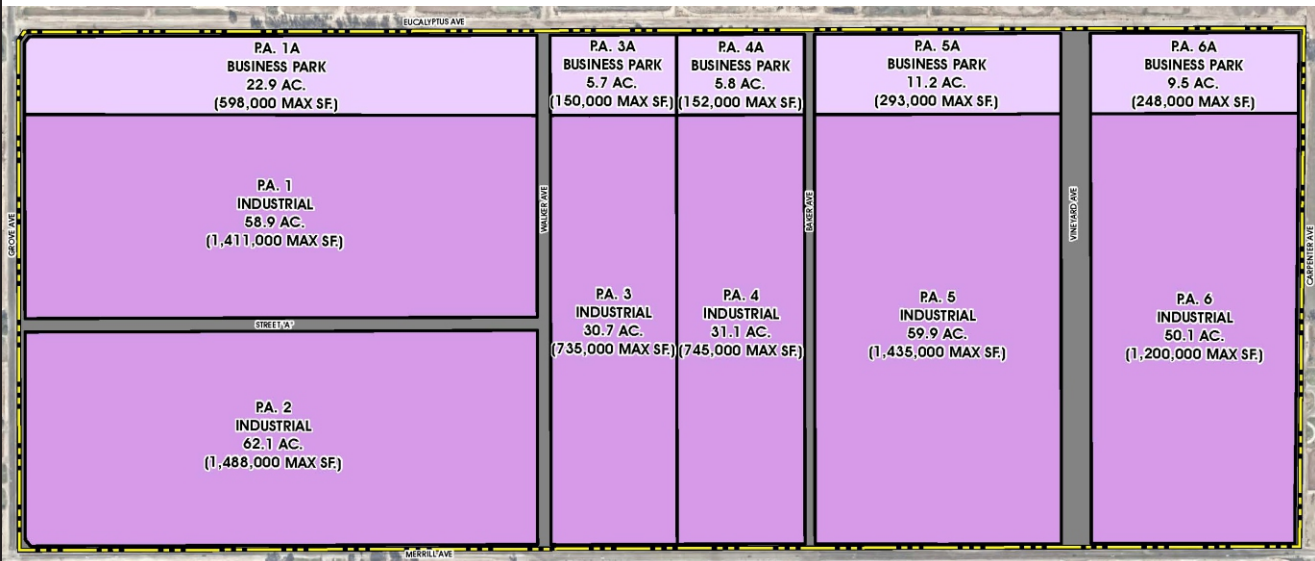 EUCALYPTUS AVE
P.A. 1A
BUSINESS PARK
22.9 AC.
(598,000 MAX SF.)
P.A. 3A
BUSINESS PARK
5.7 AC.
(150,000 MAX SF.)
P.A. 4A
BUSINESS PARK
5.8 AC.
(152,000 MAX SF.)
P.A. 5A
BUSINESS PARK
11.2 AC.
(293,000 MAX SF.)
P.A. 6A
BUSINESS PARK
9.5 AC.
(248,000 MAX SF.)
GROVE AVE
P.A. 1
INDUSTRIAL
58.9 AC.
(1,411,000 MAX SF.)
WALKER AVE
BAKER AVE
VINEYARD AVE
CARPENTER AVE
STREET 'A'
P.A. 3
INDUSTRIAL
30.7 AC.
(735,000 MAX SF.)
P.A. 4
INDUSTRIAL
31.1 AC.
(745,000 MAX SF.)
P.A. 5
INDUSTRIAL
59.9 AC.
(1,435,000 MAX SF.)
P.A. 6
INDUSTRIAL
50.1 AC.
(1,200,000 MAX SF.)
P.A. 2
INDUSTRIAL
62.1 AC.
(1,488,000 MAX SF.)
MERRILL AVE